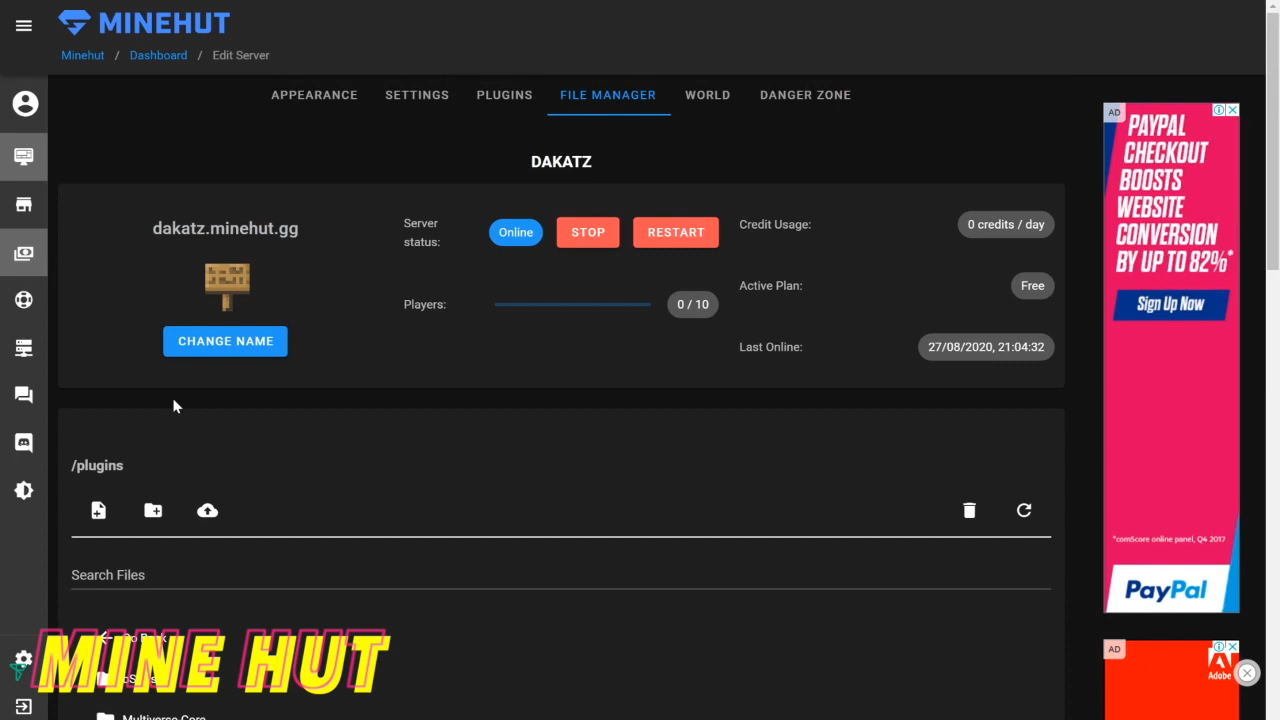 MINEHUT
Minehut / Dashboard / Edit Server
APPEARANCE SETTINGS PLUGINS FILE MANAGER WORLD DANGER ZONE
DAKATZ
dakatz.minehut.gg
CHANGE NAME
Server
status:
Online
STOP
RESTART
Players:
0 / 10
Credit Usage:
0 credits / day
Active Plan:
Free
Last Online:
27/08/2020, 21:04:32
/plugins
Search Files
Go Back
Multiverse-Core
MINE HUT
AD
PAYPAL
CHECKOUT
BOOSTS
WEBSITE
CONVERSION
BY UP TO 82%*
Sign Up Now
*comScore online panel, Q4 2017
PayPal
AD
Adobe